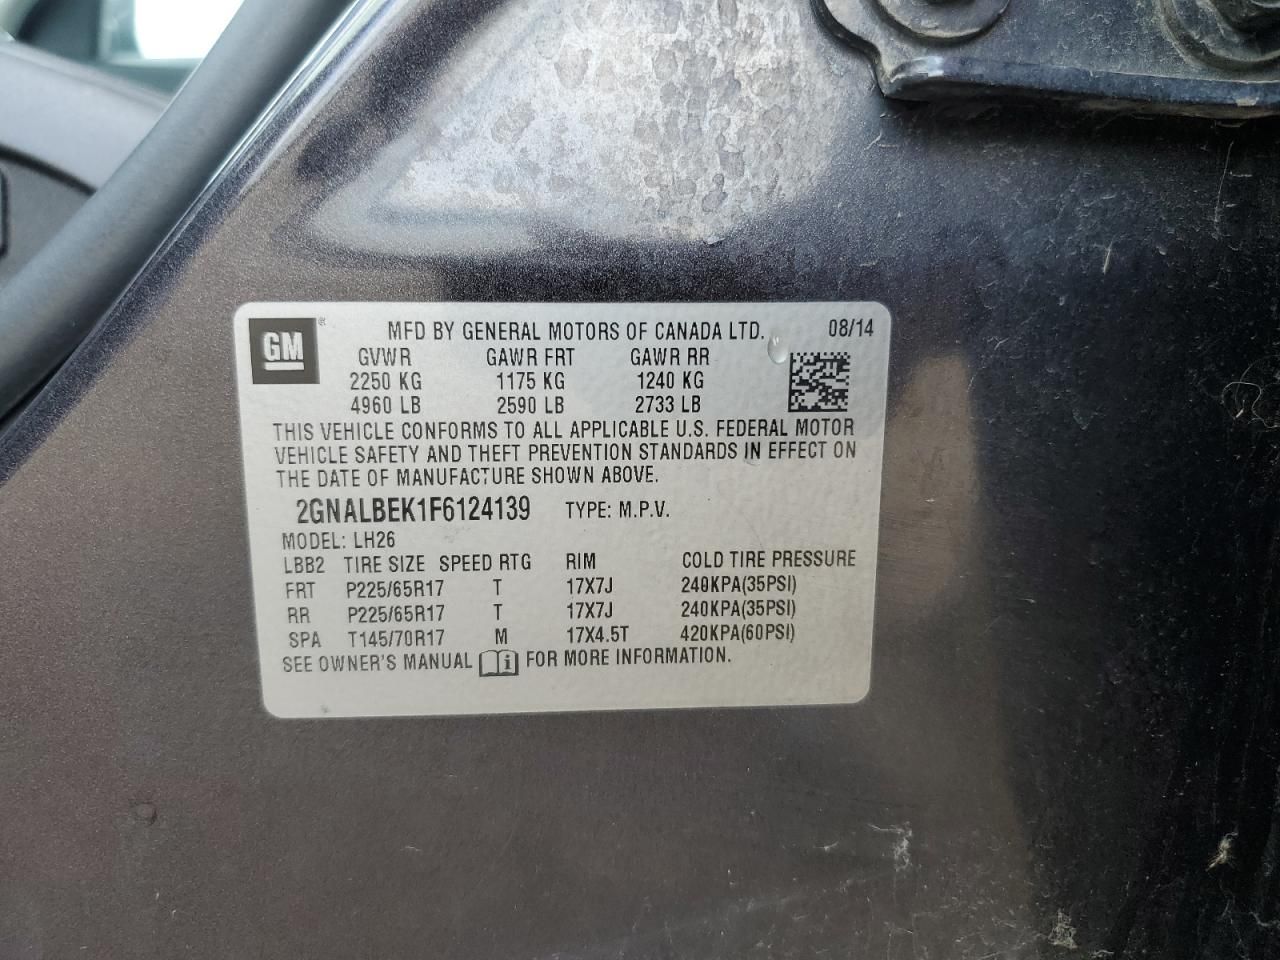 GM ® MFD BY GENERAL MOTORS OF CANADA LTD. 08/14
GVWR GAWR FRT GAWR RR
2250 KG 1175 KG 1240 KG
4960 LB 2590 LB 2733 LB
THIS VEHICLE CONFORMS TO ALL APPLICABLE U.S. FEDERAL MOTOR
VEHICLE SAFETY AND THEFT PREVENTION STANDARDS IN EFFECT ON
THE DATE OF MANUFACTURE SHOWN ABOVE.
2GNALBEK1F6124139 TYPE: M.P.V.
MODEL: LH26
LBB2 TIRE SIZE SPEED RTG RIM COLD TIRE PRESSURE
FRT P225/65R17 T 17X7J 240KPA(35PSI)
RR P225/65R17 T 17X7J 240KPA(35PSI)
SPA T145/70R17 M 17X4.5T 420KPA(60PSI)
SEE OWNER'S MANUAL i FOR MORE INFORMATION.